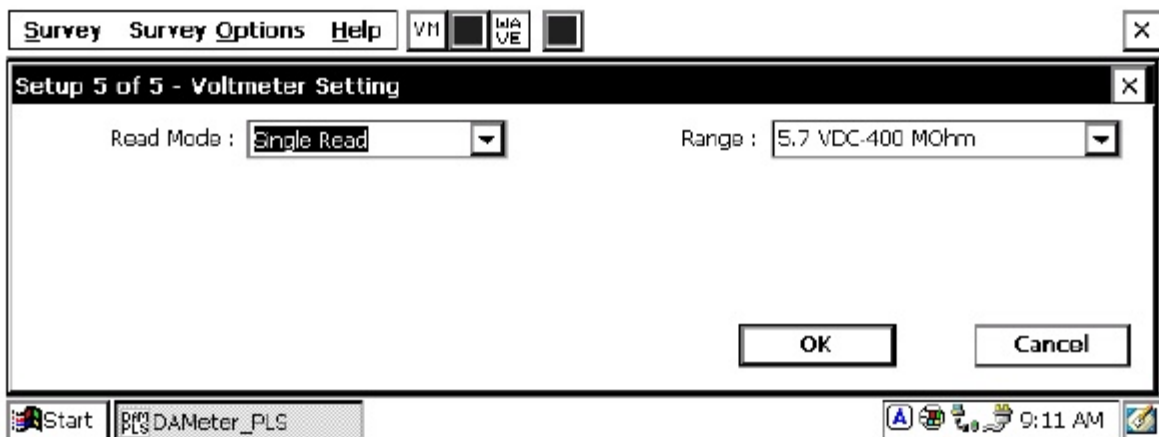 Survey Survey Options Help VM WAVE
Setup 5 of 5 - Voltmeter Setting
Read Mode : Single Read Range : 5.7 VDC-400 MOhm
OK Cancel
Start DAMeter_PLS A 9:11 AM